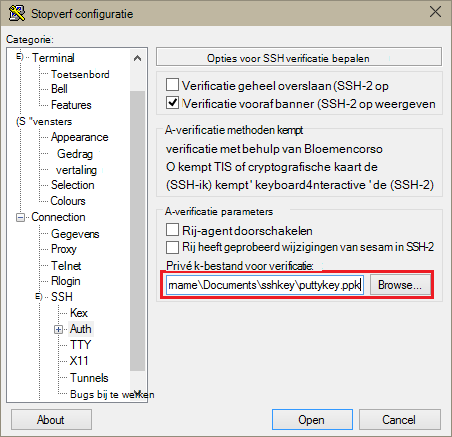 Stopverf configuratie
Categorie:
Terminal
Toetsenbord
Bell
Features
(S "vensters
Appearance
Gedrag
vertaling
Selection
Colours
Connection
Gegevens
Proxy
Telnet
Rlogin
SSH
Kex
Auth
TTY
X11
Tunnels
Bugs bij te werken
Opties voor SSH verificatie bepalen
Verificatie geheel overslaan (SSH-2 op
Verificatie vooraf banner (SSH-2 op weergeven
A-verificatie methoden kempt
verificatie met behulp van Bloemencorso
O kempt TIS of cryptografische kaart de
(SSH-ik) kempt ' keyboard4nteractive ' de (SSH-2)
A-verificatie parameters
Rij-agent doorschakelen
Rij heeft geprobeerd wijzigingen van sesam in SSH-2
Privé k-bestand voor verificatie:
mame\Documents\sshkey\puttykey.ppk
Browse...
About
Open
Cancel